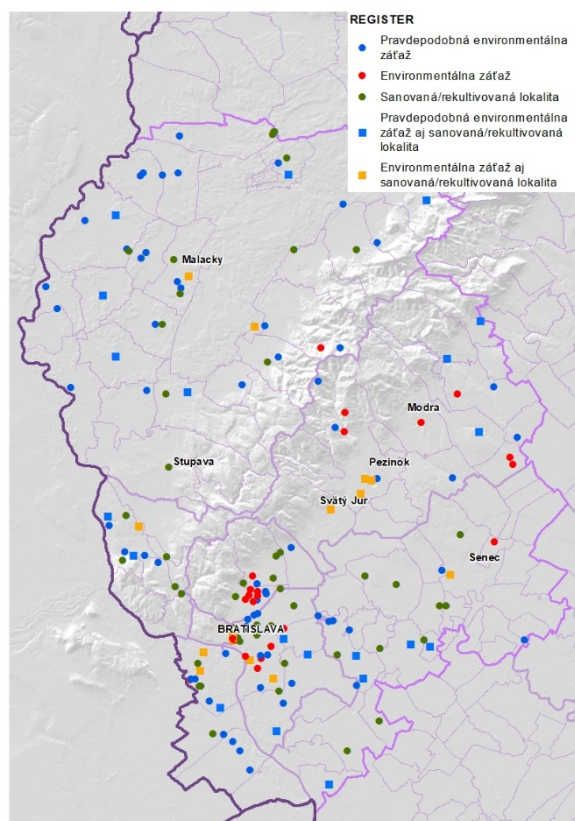 REGISTER
Pravdepodobná environmentálna
záťaž
Environmentálna záťaž
Sanovaná/rekultivovaná lokalita
Pravdepodobná environmentálna
záťaž aj sanovaná/rekultivovaná
lokalita
Environmentálna záťaž aj
sanovaná/rekultivovaná lokalita
Malacky
Modra
Stupava
Pezinok
Svätý Jur
Senec
BRATISLAVA